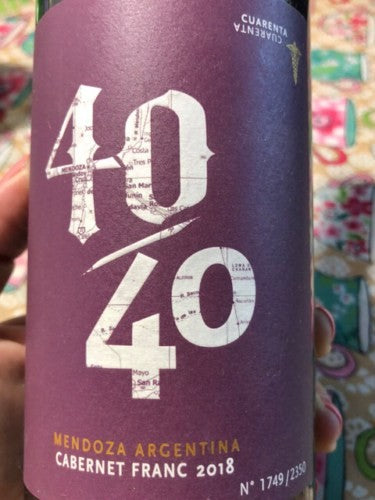 CUARENTA
CUARENTA
40
/
40
MENDOZA ARGENTINA
CABERNET FRANC 2018
N° 1749/2350